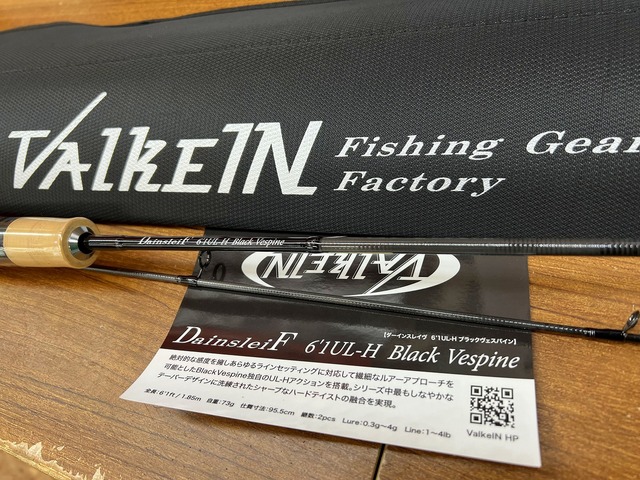 ValkeIN
Fishing Gear
Factory
DainsleiF 6'1UL-H Black Vespine
ValkeIN
【ダーインスレイヴ 6'1UL-H ブラックヴェスパイン】
DainsleiF 6'1UL-H Black Vespine
絶対的な感度を備しあらゆるラインセッティングに対応して繊細なルアーアプローチを
可能としたBlackVespine独自のUL-Hアクションを搭載。シリーズ中最もしなやかな
テーパーデザインに洗練されたシャープなハードテイストの融合を実現。
全長: 6'1ft / 1.85m 自重: 73g 仕舞寸法: 95.5cm 継数: 2pcs Lure: 0.3g~4g Line: 1~4lb
ValkeIN HP